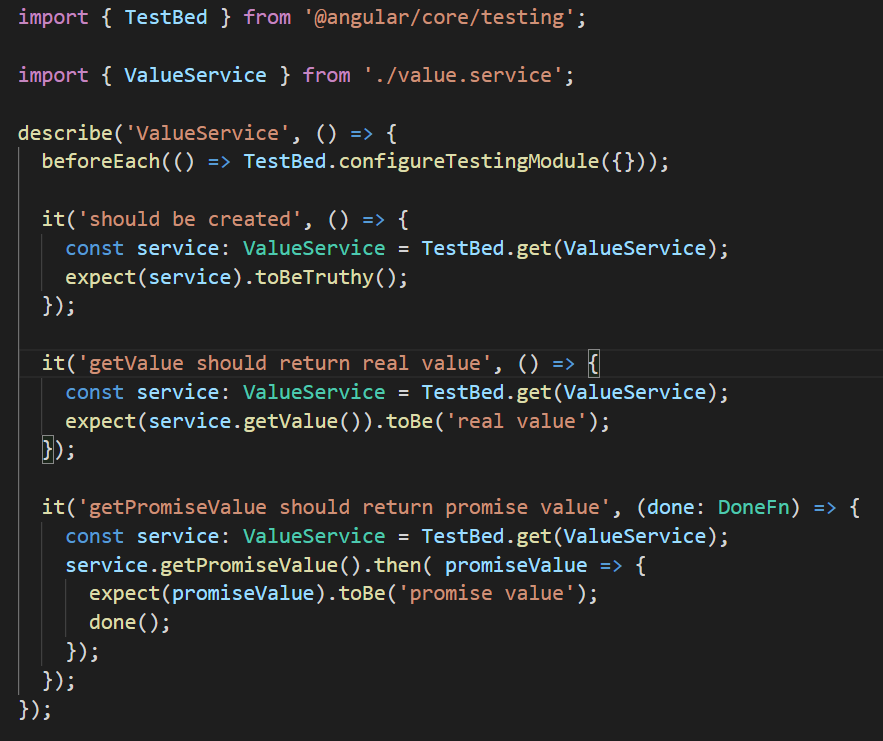 import { TestBed } from '@angular/core/testing';
import { ValueService } from './value.service';
describe('ValueService', () => {
beforeEach(() => TestBed.configureTestingModule({}));
it('should be created', () => {
const service: ValueService = TestBed.get(ValueService);
expect(service).toBeTruthy();
});
it('getValue should return real value', () => {
const service: ValueService = TestBed.get(ValueService);
expect(service.getValue()).toBe('real value');
});
it('getPromiseValue should return promise value', (done: DoneFn) => {
const service: ValueService = TestBed.get(ValueService);
service.getPromiseValue().then( promiseValue => {
expect(promiseValue).toBe('promise value');
done();
});
});
});